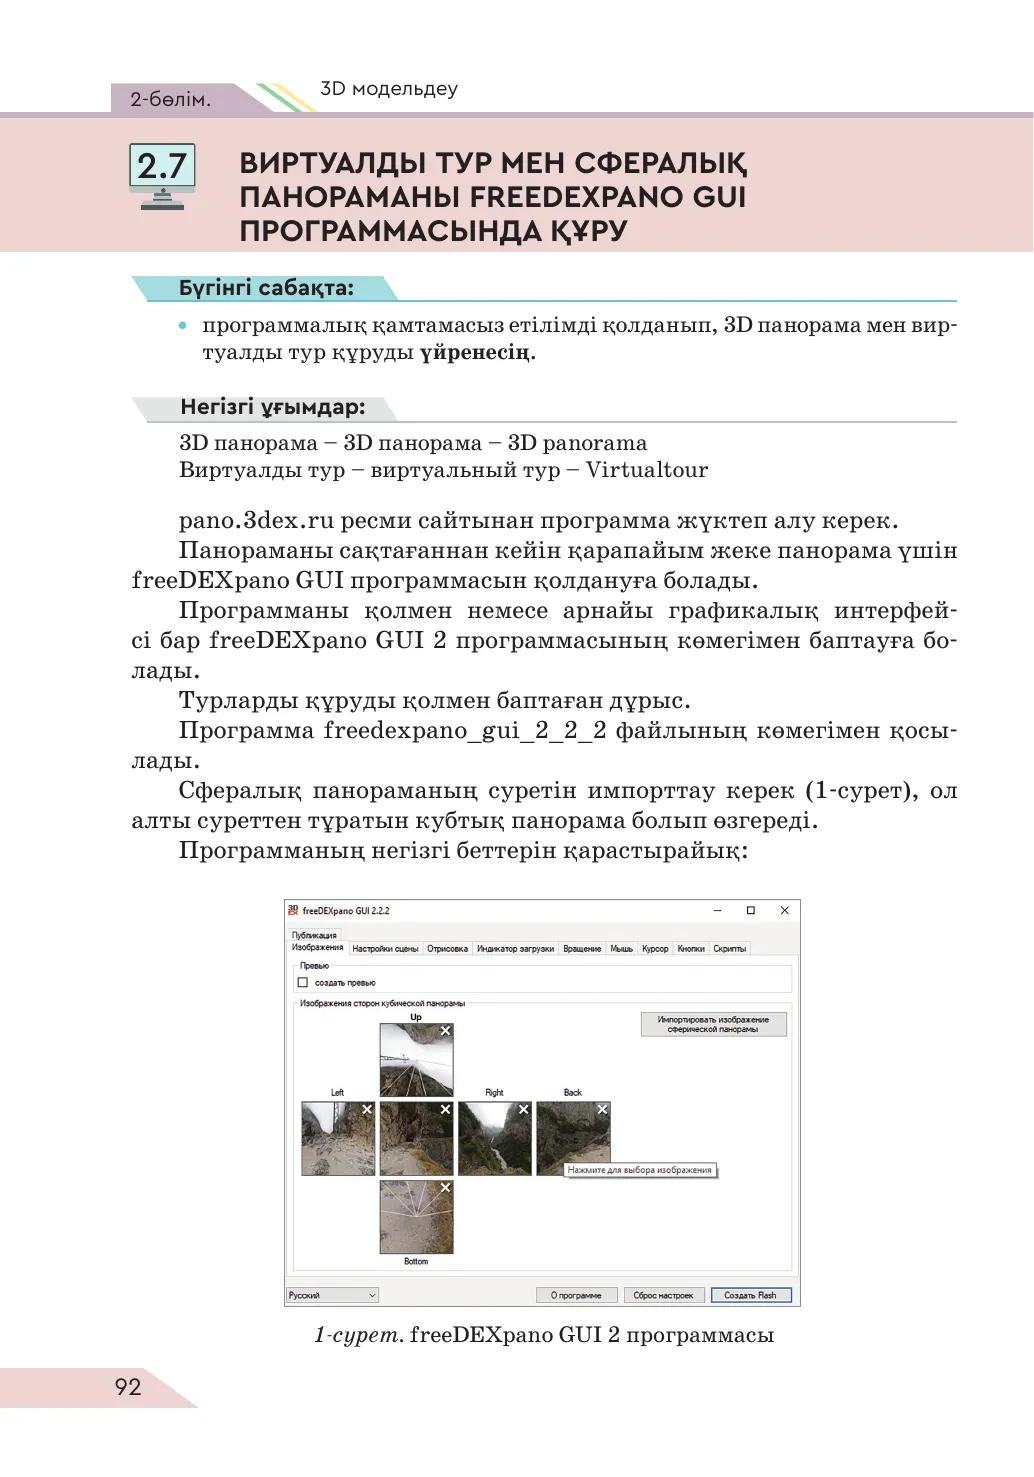 2-бөлім.
3D модельдеу
2.7
ВИРТУАЛДЫ ТУР МЕН СФЕРАЛЫҚ
ПАНОРАМАНЫ FREEDEXPANO GUI
ПРОГРАММАСЫНДА ҚҰРУ
Бүгінгі сабақта:
• программалық қамтамасыз етілімді қолданып, 3D панорама мен вир-
туалды тур құруды үйренесің.
Негізгі ұғымдар:
3D панорама – 3D панорама – 3D panorama
Виртуалды тур – виртуальный тур – Virtualtour
pano.3dex.ru ресми сайтынан программа жүктеп алу керек.
Панораманы сақтағаннан кейін қарапайым жеке панорама үшін
freeDEXpano GUI программасын қолдануға болады.
Программаны қолмен немесе арнайы графикалық интерфей-
сі бар freeDEXpano GUI 2 программасының көмегімен баптауға бо-
лады.
Турларды құруды қолмен баптаған дұрыс.
Программа freedexpano_gui_2_2_2 файлының көмегімен қосы-
лады.
Сфералық панораманың суретін импорттау керек (1-сурет), ол
алты суреттен тұратын кубтық панорама болып өзгереді.
Программаның негізгі беттерін қарастырайық:
3D EX freeDEXpano GUI 2.2.2
Публикация
Изображения Настройки сцены Отрисовка Индикатор загрузки Вращение Мышь Курсор Кнопки Скрипты
Превью
создать превью
Изображения сторон кубической панорамы
Up
Импортировать изображение
сферической панорамы
Left Right Back
Нажмите для выбора изображения
Bottom
Русский О программе Сброс настроек Создать Flash
1-сурет. freeDEXpano GUI 2 программасы
92